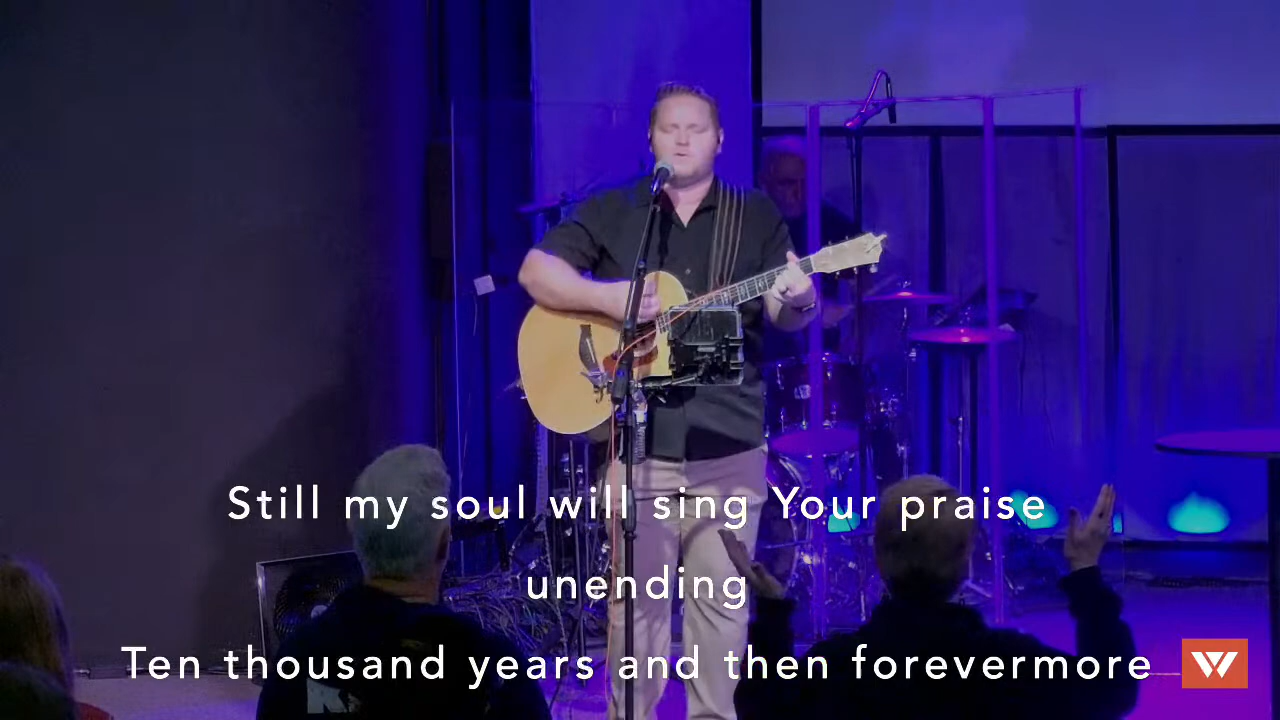 Still my soul will sing Your praise
unending
Ten thousand years and then forevermore
W